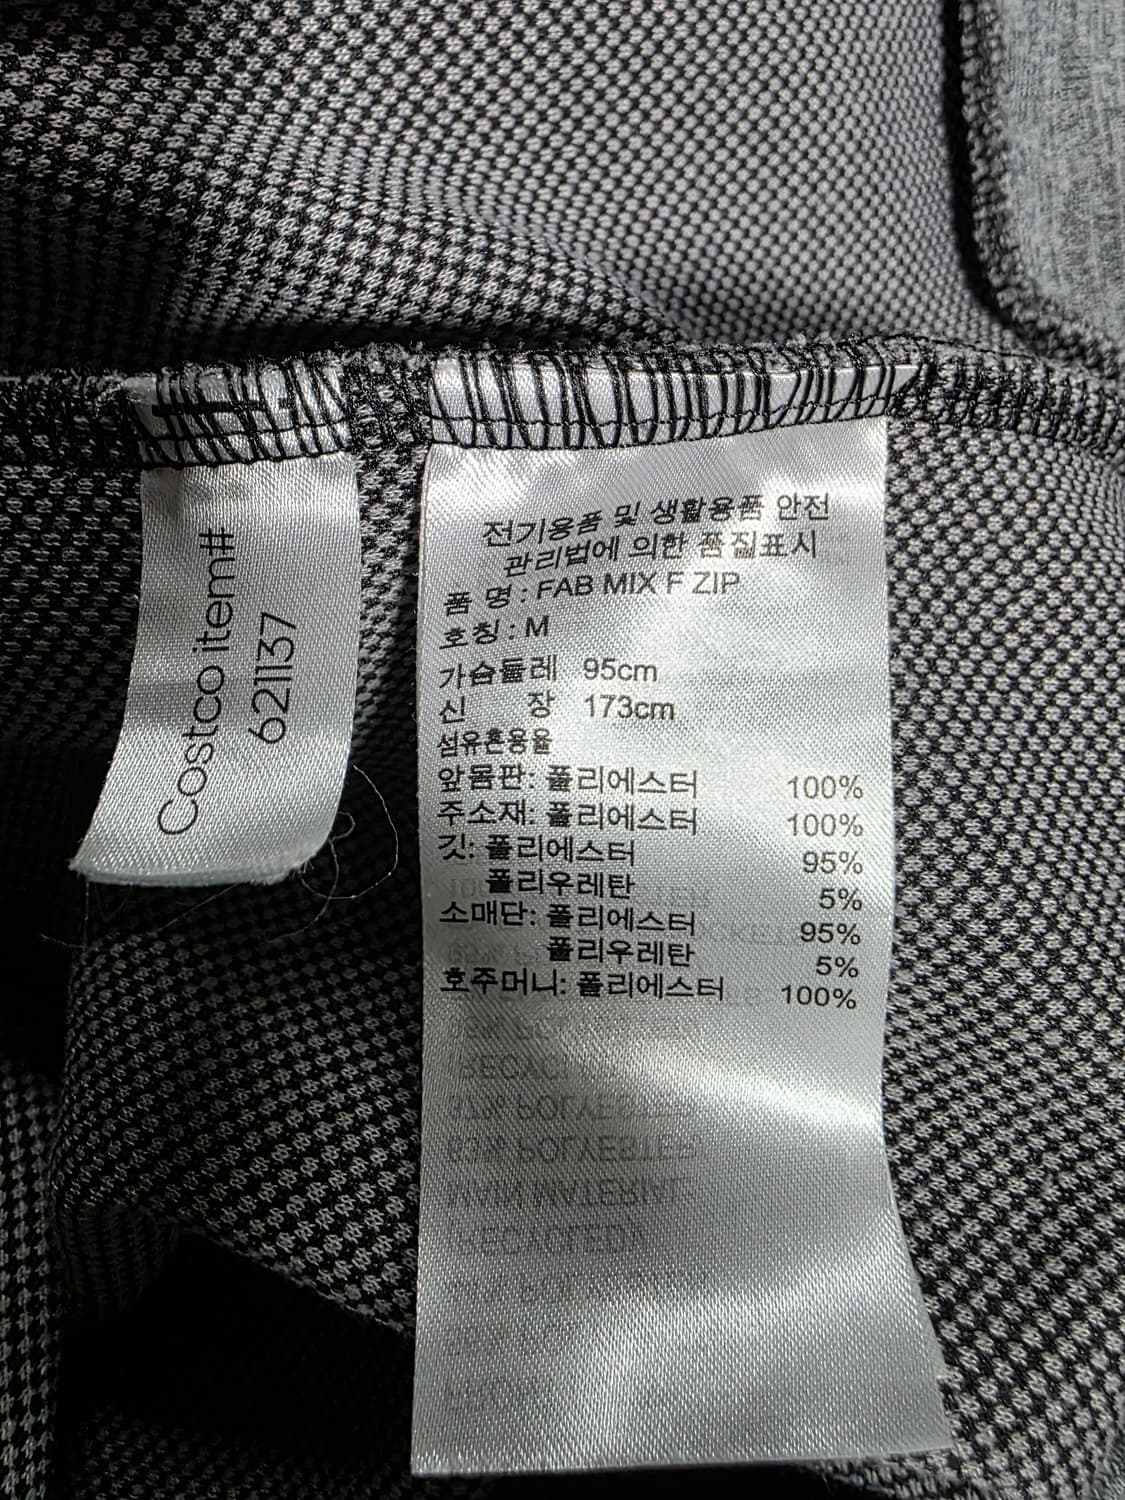 Costco item#
621137
전기용품 및 생활용품 안전
관리법에 의한 품질표시
품 명 : FAB MIX F ZIP
호칭 : M
가슴둘레 95cm
신 장 173cm
섬유혼용율
앞몸판: 폴리에스터 100%
주소재: 폴리에스터 100%
깃: 폴리에스터 95%
폴리우레탄 5%
소매단: 폴리에스터 95%
폴리우레탄 5%
호주머니: 폴리에스터 100%
RECYCLED)
MAIN MATERIAL:
63% POLYESTER